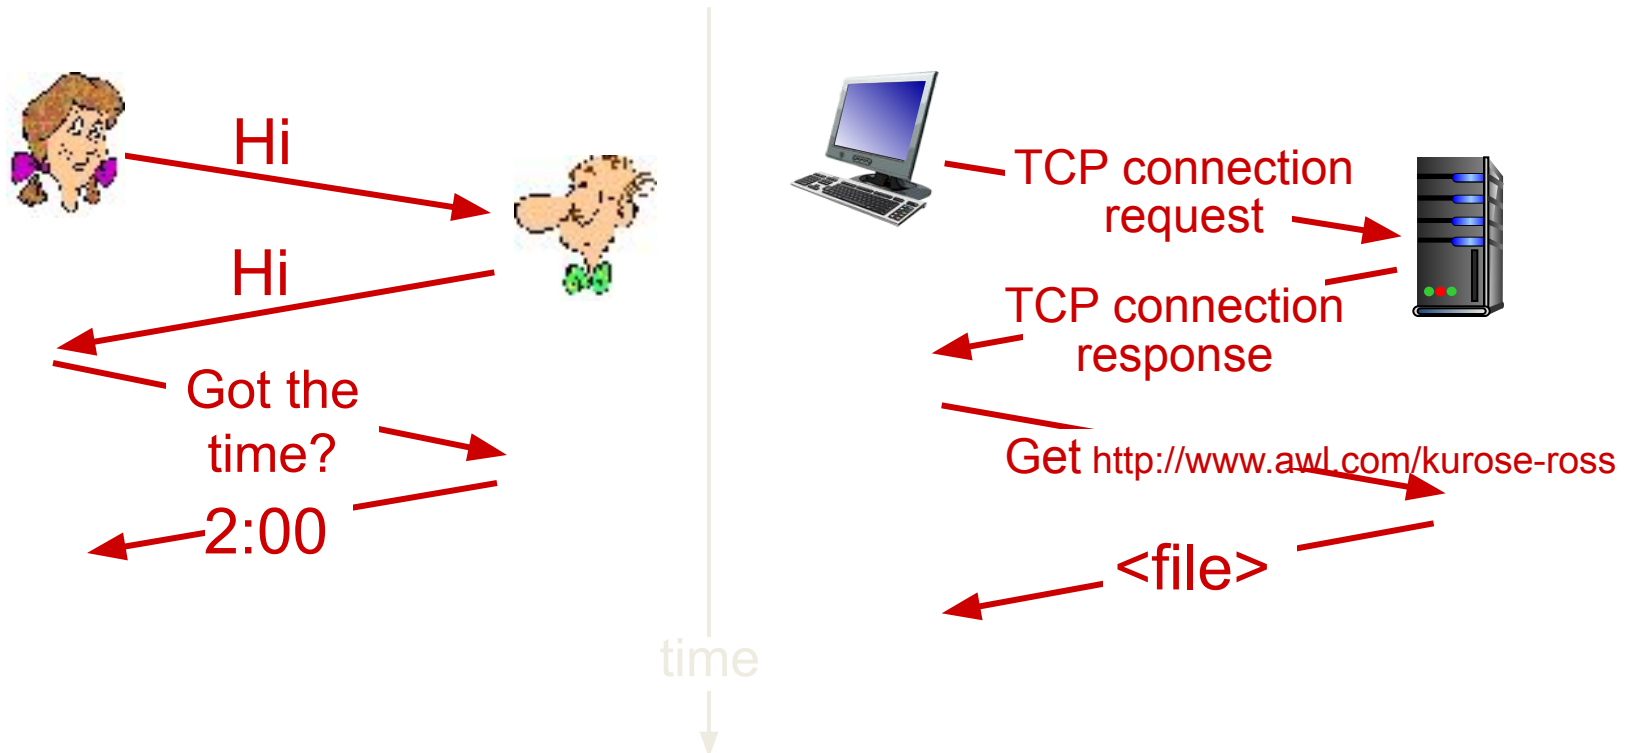 Hi
Hi
Got the
time?
2:00
TCP connection
request
TCP connection
response
Get http://www.awl.com/kurose-ross
<file>
time